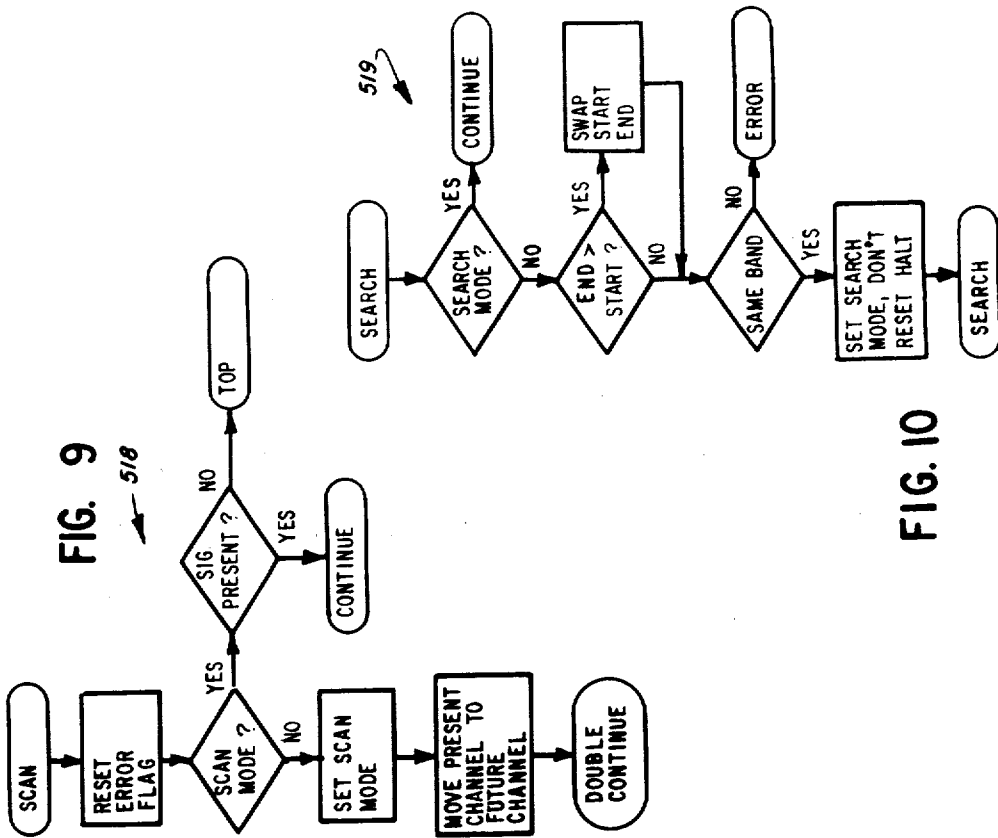 FIG. 9
518
SCAN
RESET
ERROR
FLAG
SCAN
MODE ?
YES
NO
SIG
PRESENT ?
NO
YES
TOP
CONTINUE
SET SCAN
MODE
MOVE PRESENT
CHANNEL TO
FUTURE
CHANNEL
DOUBLE
CONTINUE
519
SEARCH
SEARCH
MODE ?
YES
NO
CONTINUE
END >
START ?
YES
NO
SWAP
START
END
SAME BAND
NO
YES
ERROR
SET SEARCH
MODE, DON'T
RESET HALT
SEARCH
FIG. 10